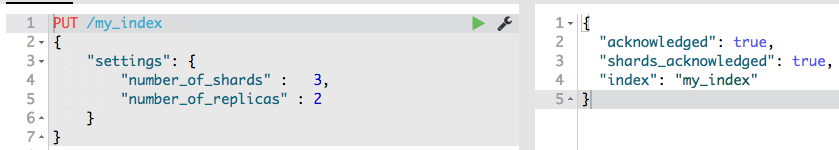 1 PUT /my_index
2 {
3 "settings": {
4 "number_of_shards" : 3,
5 "number_of_replicas" : 2
6 }
7 }
1 {
2 "acknowledged": true,
3 "shards_acknowledged": true,
4 "index": "my_index"
5 }